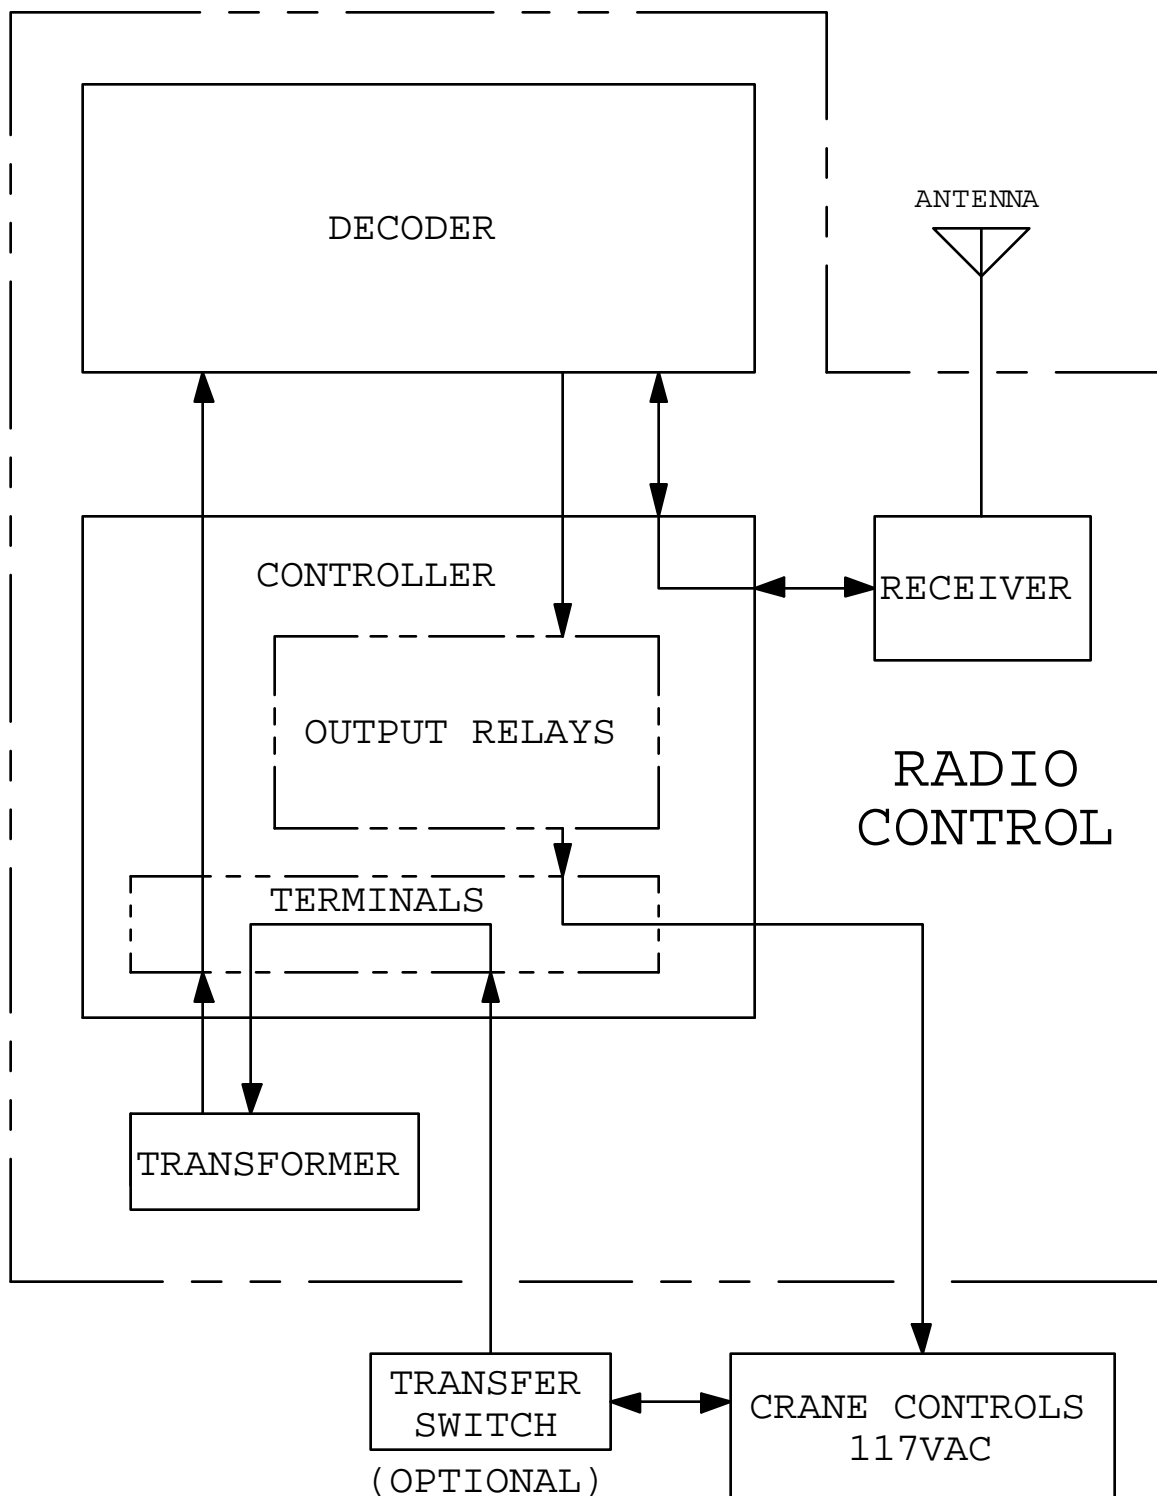 ANTENNA
DECODER
CONTROLLER
RECEIVER
OUTPUT RELAYS
RADIO
CONTROL
TERMINALS
TRANSFORMER
TRANSFER
SWITCH
(OPTIONAL)
CRANE CONTROLS
117VAC